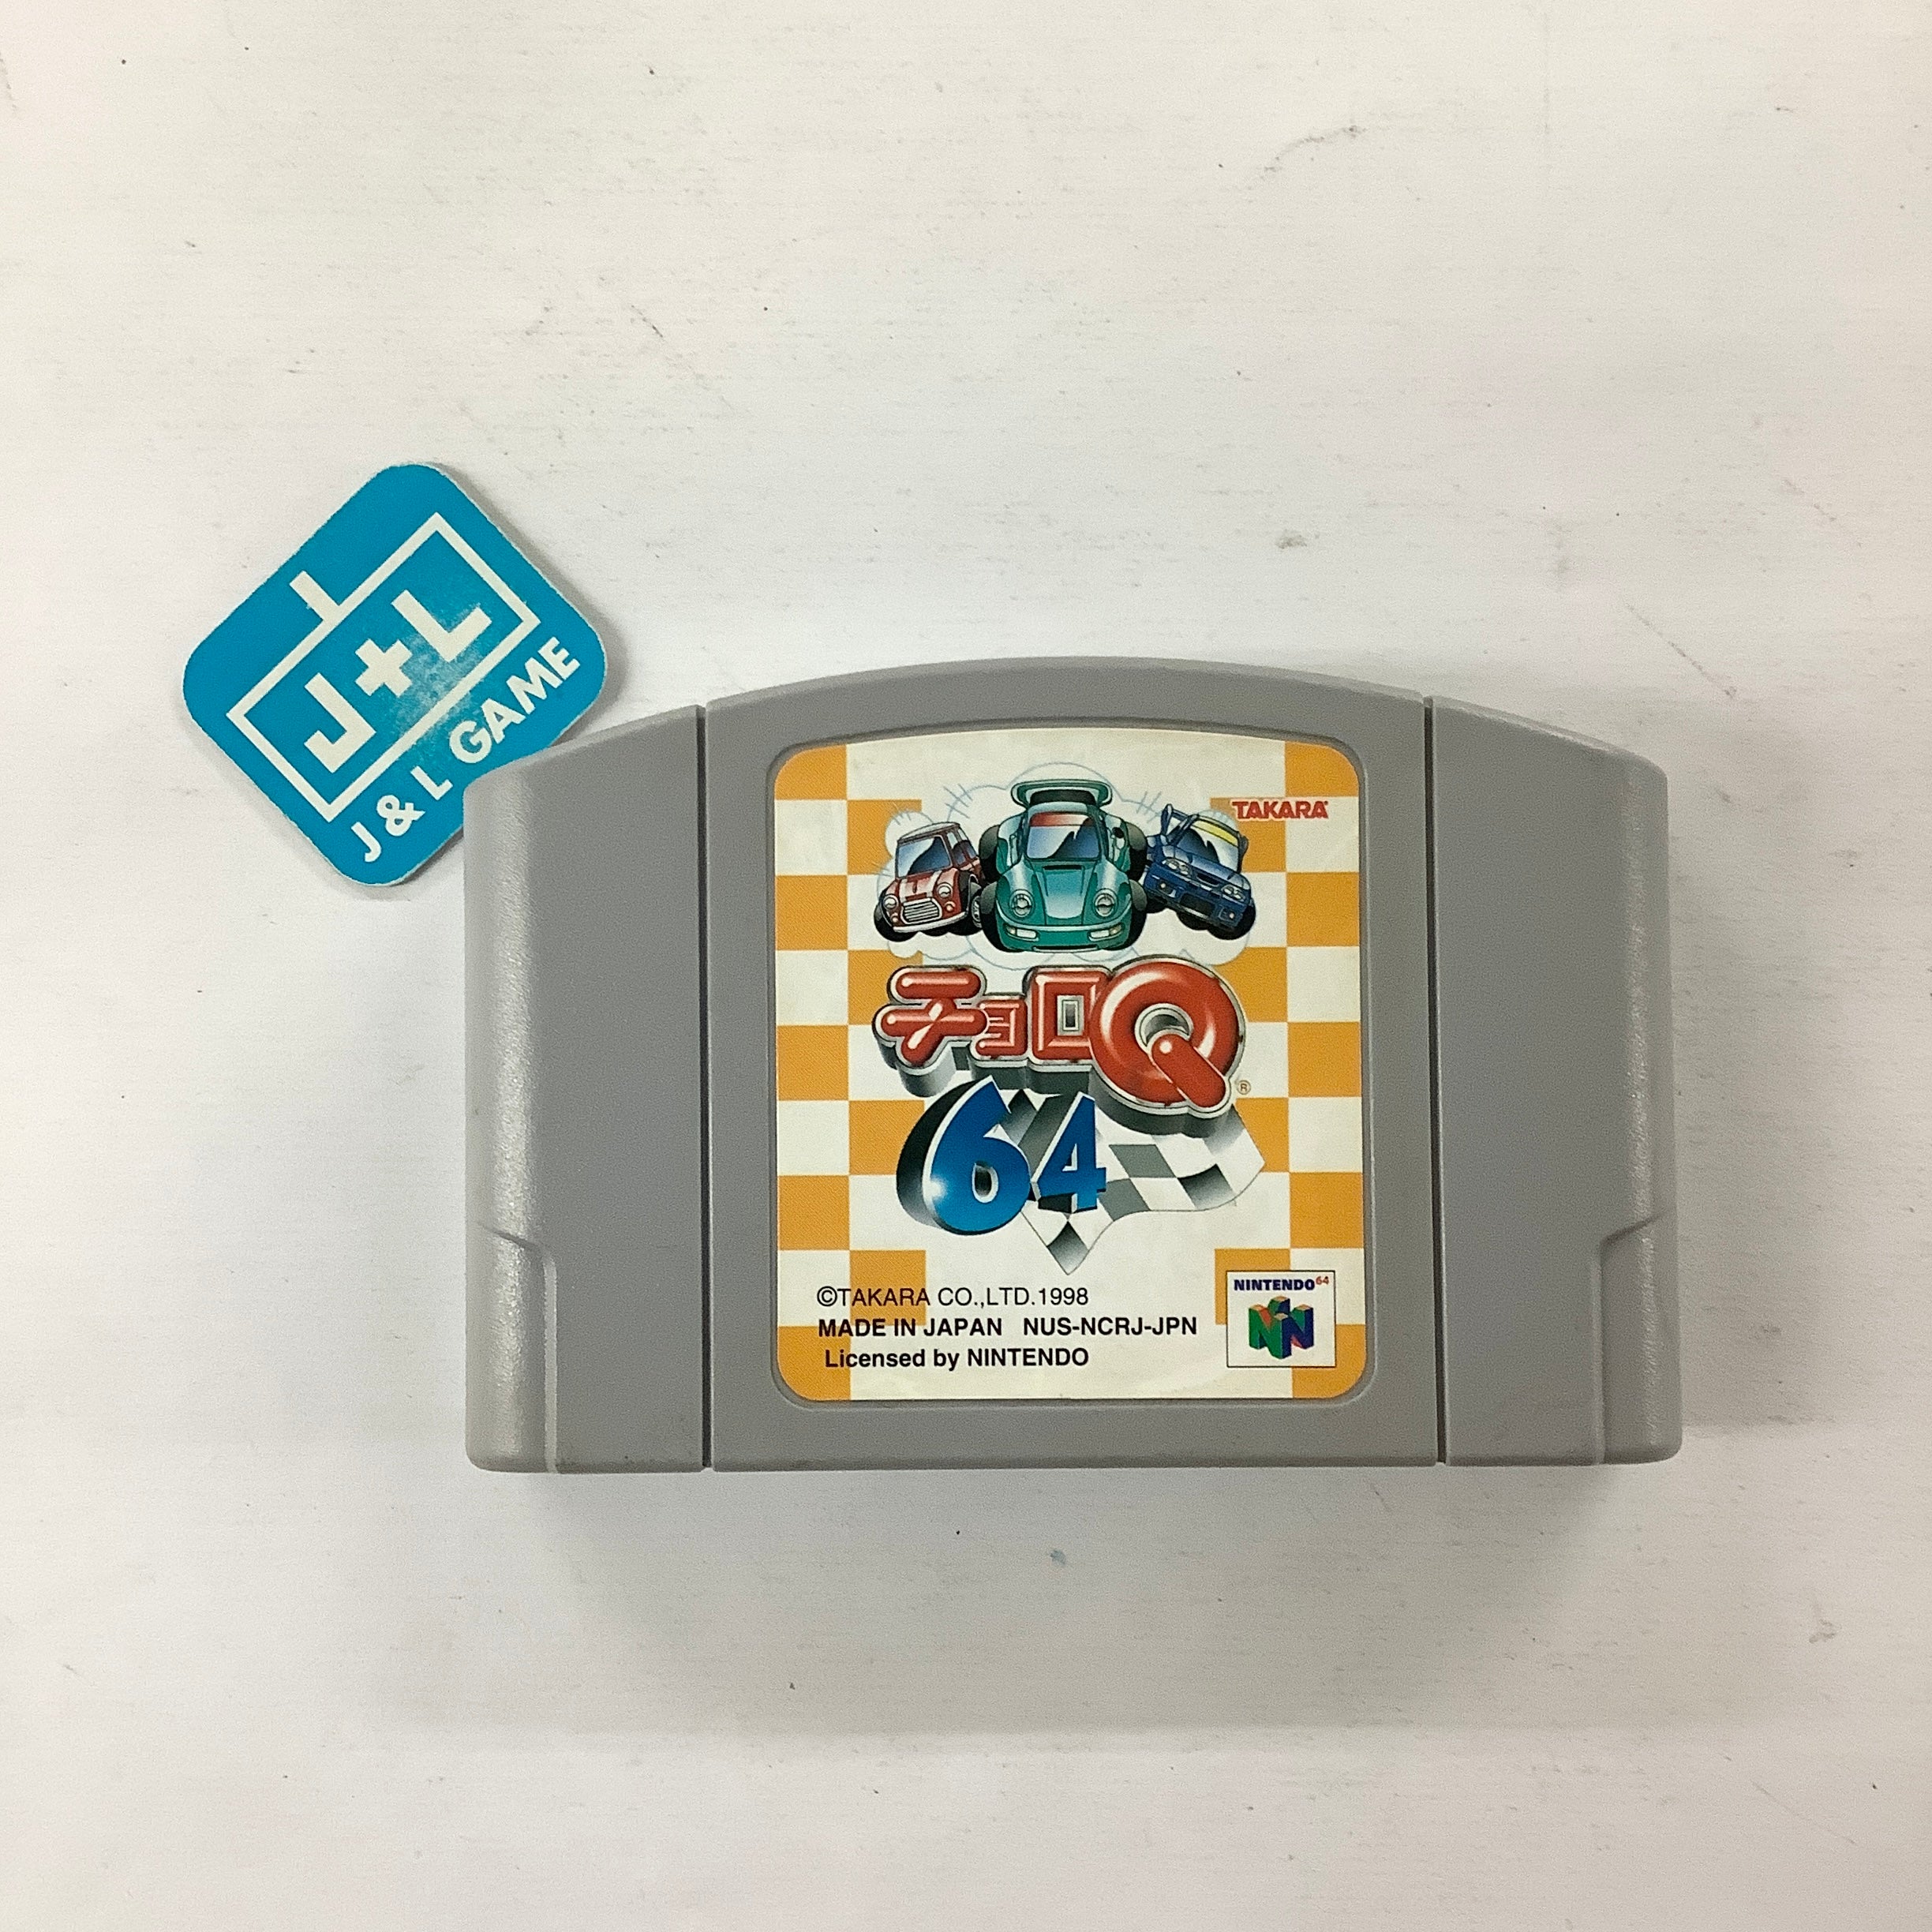 J+L
J & L GAME
TAKARA
チョロQ
®
64
©TAKARA CO.,LTD.1998
MADE IN JAPAN NUS-NCRJ-JPN
Licensed by NINTENDO
NINTENDO64